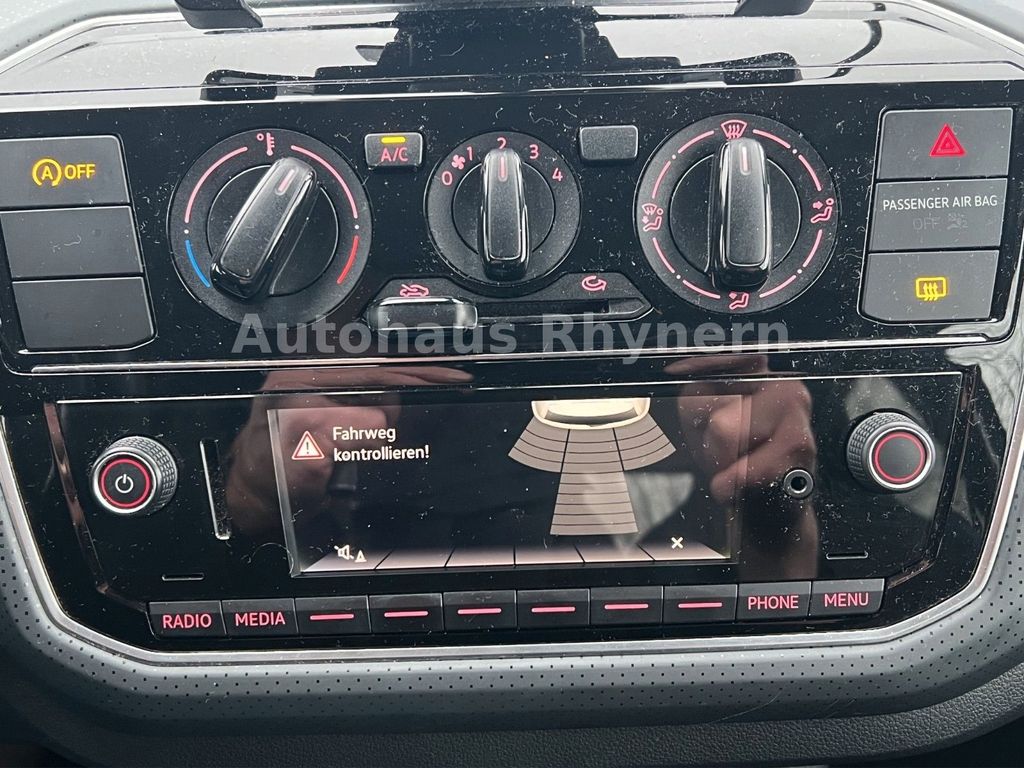 A OFF
A/C
0 1 2 3 4
PASSENGER AIR BAG
OFF
Autohaus Rhynern
Fahrweg
kontrollieren!
RADIO MEDIA PHONE MENU